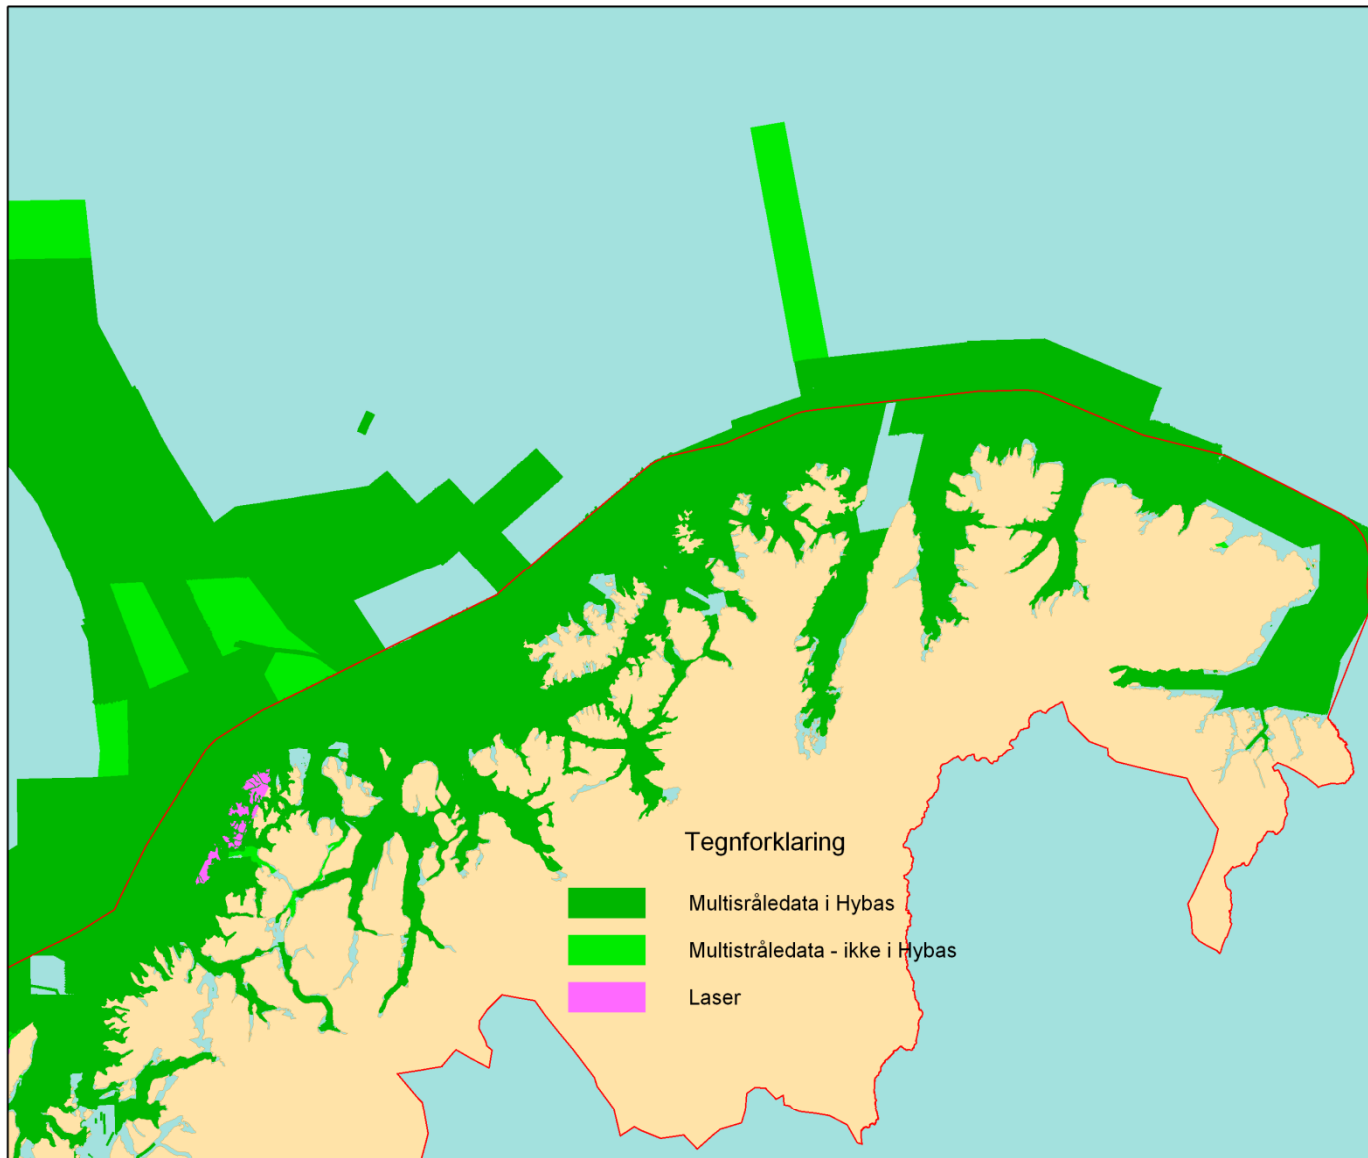 Tegnforklaring
Multisråledata i Hybas
Multistråledata - ikke i Hybas
Laser